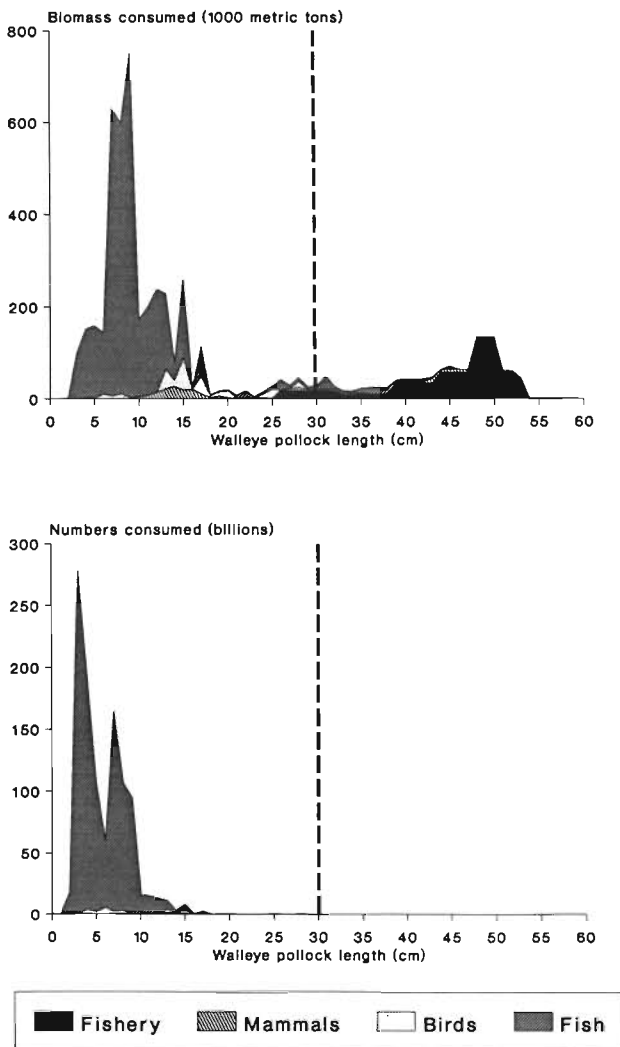 Biomass consumed (1000 metric tons)
800
600
400
200
0
0 5 10 15 20 25 30 35 40 45 50 55 60
Walleye pollock length (cm)
Numbers consumed (billions)
300
250
200
150
100
50
0
0 5 10 15 20 25 30 35 40 45 50 55 60
Walleye pollock length (cm)
Fishery Mammals Birds Fish